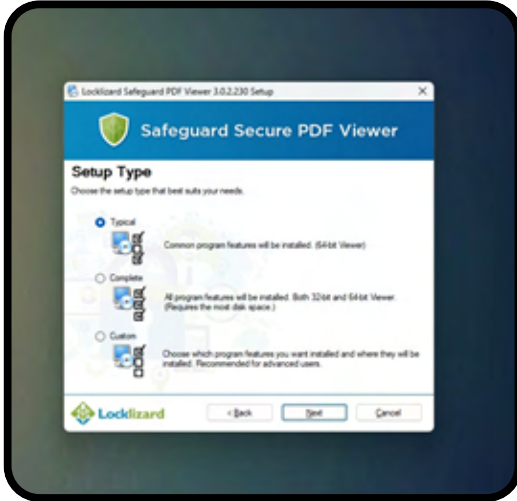 Locklizard Safeguard PDF Viewer 3.0.2.230 Setup
Safeguard Secure PDF Viewer
Setup Type
Choose the setup type that best suits your needs.
Typical
Common program features will be installed. (64-bit Viewer)
Complete
All program features will be installed. Both 32-bit and 64-bit Viewer.
(Requires the most disk space.)
Custom
Choose which program features you want installed and where they will be
installed. Recommended for advanced users.
Locklizard
< Back
Next
Cancel